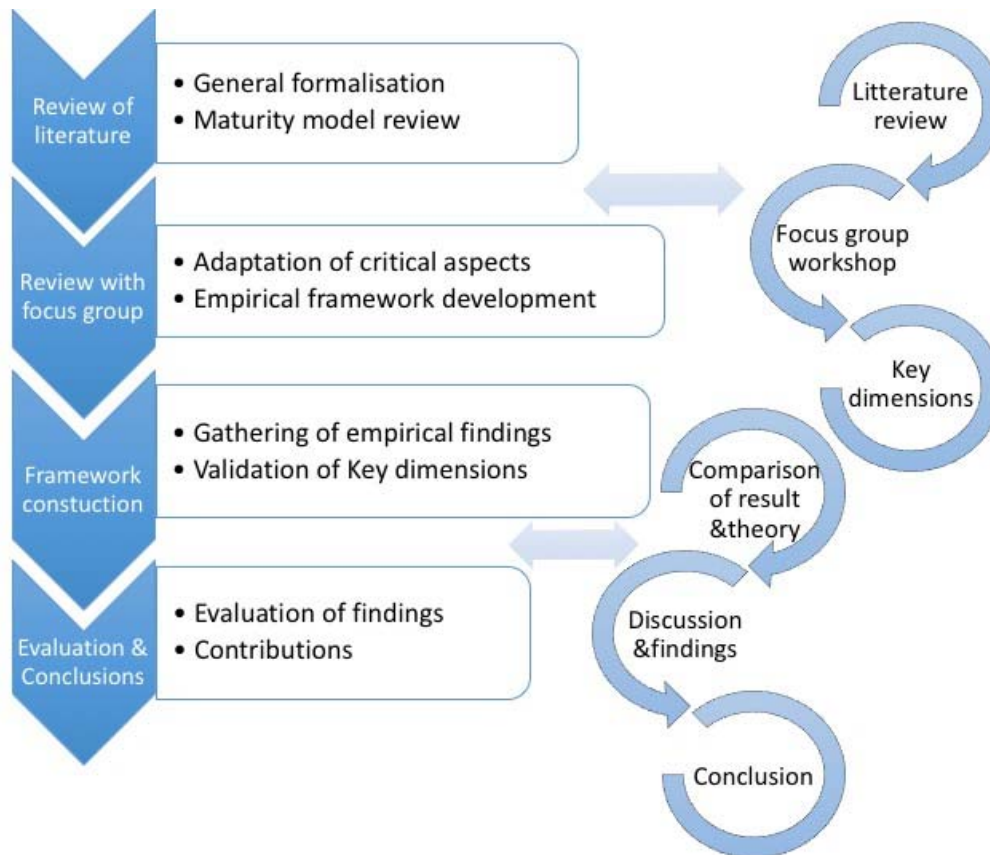 Review of
literature
• General formalisation
• Maturity model review
Review with
focus group
• Adaptation of critical aspects
• Empirical framework development
Framework
constuction
• Gathering of empirical findings
• Validation of Key dimensions
Evaluation &
Conclusions
• Evaluation of findings
• Contributions
Litterature
review
Focus group
workshop
Key
dimensions
Comparison
of result
&theory
Discussion
&findings
Conclusion